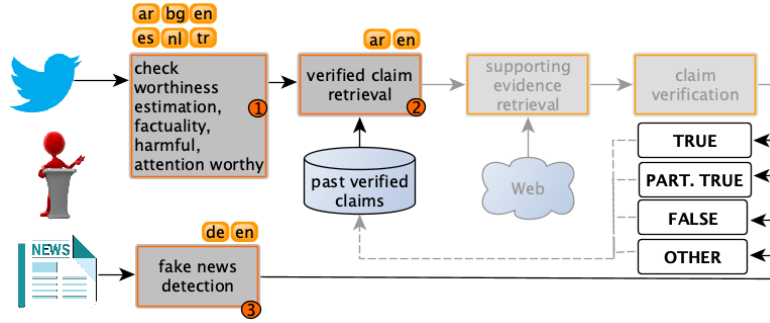 ar bg en
es nl tr
check
worthiness
estimation,
factuality,
harmful,
attention worthy
1
ar en
verified claim
retrieval
2
supporting
evidence
retrieval
claim
verification
past verified
claims
Web
TRUE
PART. TRUE
FALSE
OTHER
NEWS
de en
fake news
detection
3